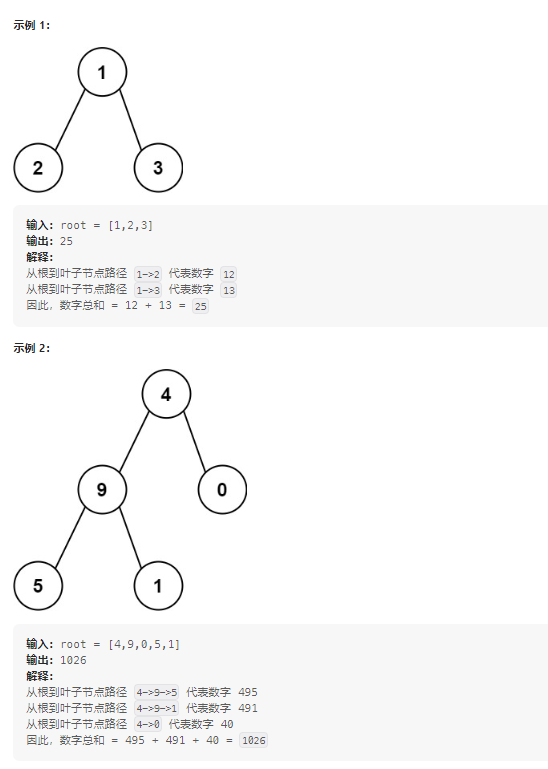 示例 1:
1
2 3
输入: root = [1,2,3]
输出: 25
解释:
从根到叶子节点路径 1->2 代表数字 12
从根到叶子节点路径 1->3 代表数字 13
因此，数字总和 = 12 + 13 = 25
示例 2:
4
9 0
5 1
输入: root = [4,9,0,5,1]
输出: 1026
解释:
从根到叶子节点路径 4->9->5 代表数字 495
从根到叶子节点路径 4->9->1 代表数字 491
从根到叶子节点路径 4->0 代表数字 40
因此，数字总和 = 495 + 491 + 40 = 1026